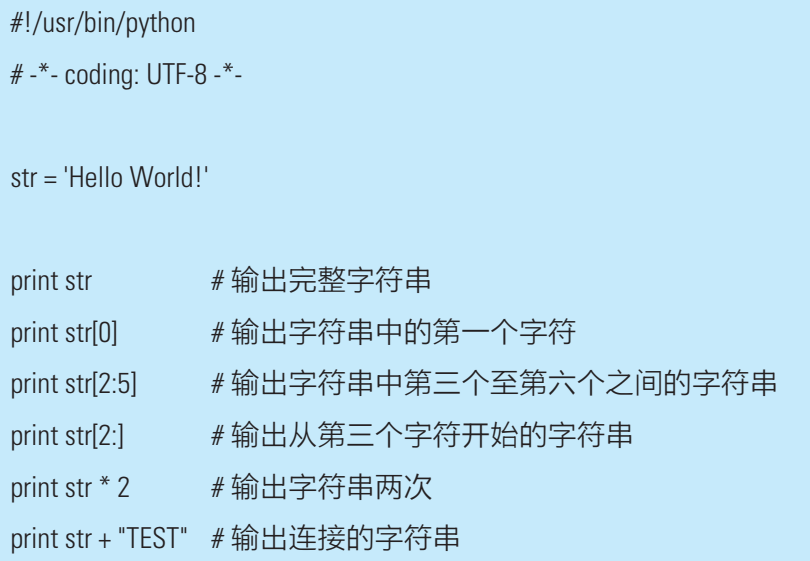 #!/usr/bin/python
# -*- coding: UTF-8 -*-
str = 'Hello World!'
print str # 输出完整字符串
print str[0] # 输出字符串中的第一个字符
print str[2:5] # 输出字符串中第三个至第六个之间的字符串
print str[2:] # 输出从第三个字符开始的字符串
print str * 2 # 输出字符串两次
print str + "TEST" # 输出连接的字符串